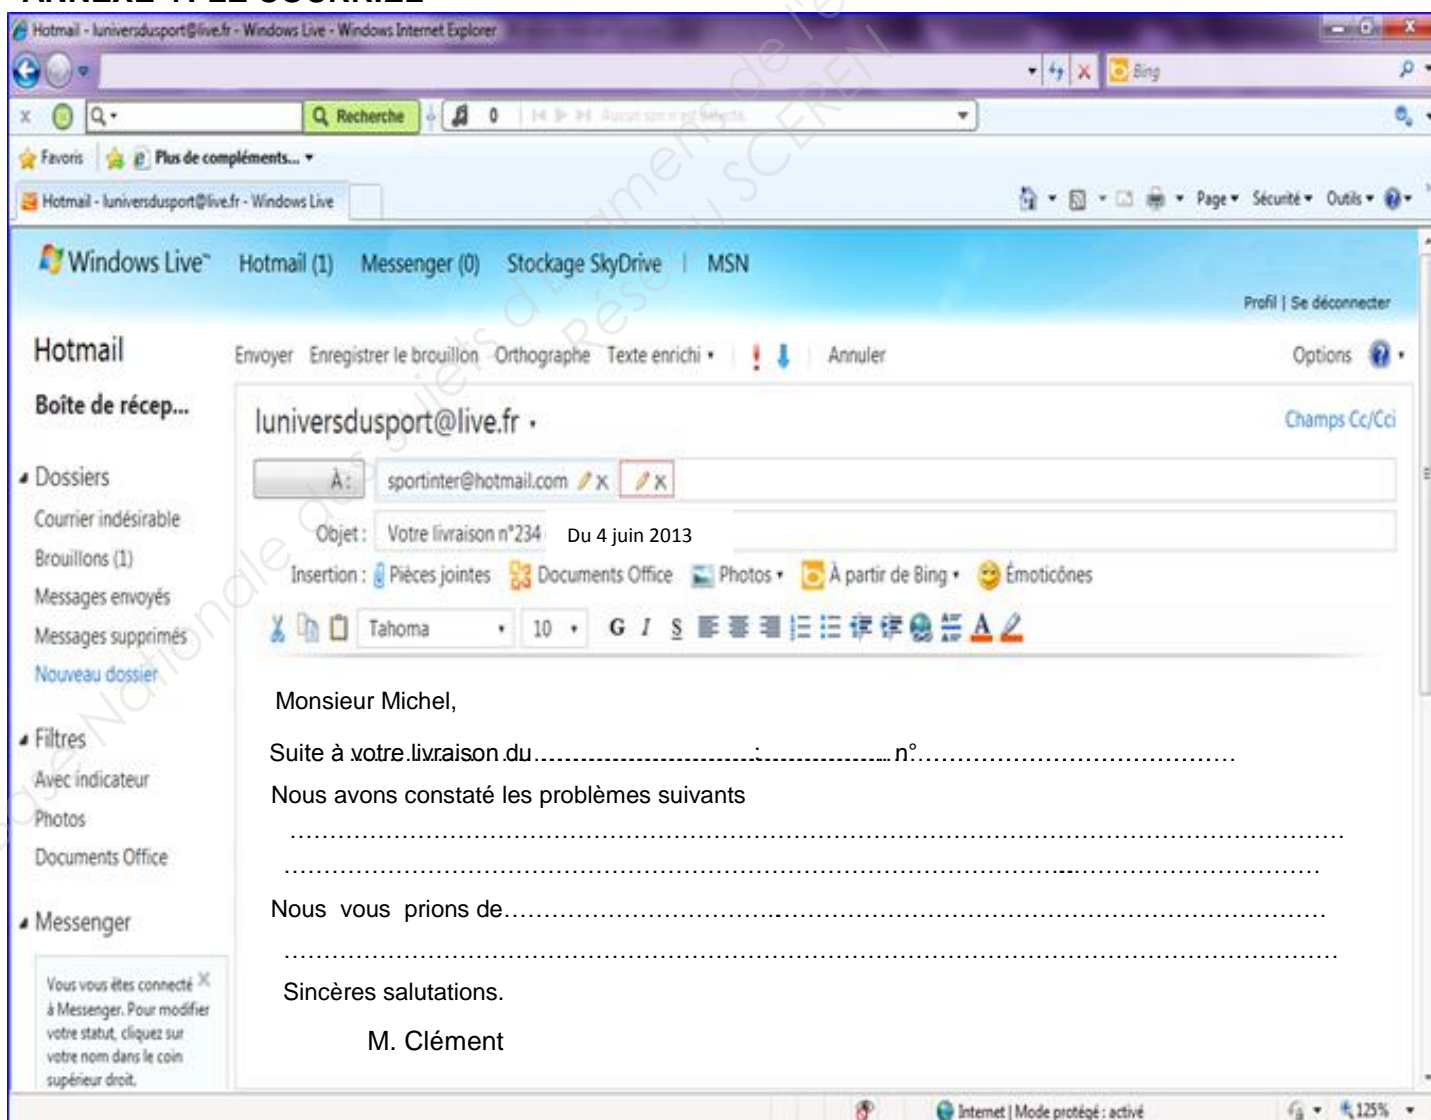 Hotmail - luniversdusport@live.fr - Windows Live - Windows Internet Explorer
Bing
Recherche 0
Favoris Plus de compléments...
Hotmail - luniversdusport@live.fr - Windows Live
Page Sécurité Outils
Windows Live Hotmail (1) Messenger (0) Stockage SkyDrive | MSN
Profil | Se déconnecter
Hotmail
Envoyer Enregistrer le brouillon Orthographe Texte enrichi Annuler Options
Boîte de récep...
luniversdusport@live.fr Champs Cc/Cci
Dossiers
À : sportinter@hotmail.com
Courrier indésirable
Objet : Votre livraison n°234 Du 4 juin 2013
Brouillons (1)
Insertion : Pièces jointes Documents Office Photos À partir de Bing Émoticônes
Messages envoyés
Messages supprimés
Tahoma 10 G I S
Nouveau dossier
Monsieur Michel,
Filtres
Suite à votre livraison du ........................ : .................. n°........................
Avec indicateur
Nous avons constaté les problèmes suivants
Photos
Documents Office
Nous vous prions de........................
Messenger
Vous vous êtes connecté
à Messenger. Pour modifier
votre statut, cliquez sur
votre nom dans le coin
supérieur droit.
Sincères salutations.
M. Clément
Internet | Mode protégé : activé 125%
Réseau SCEREN